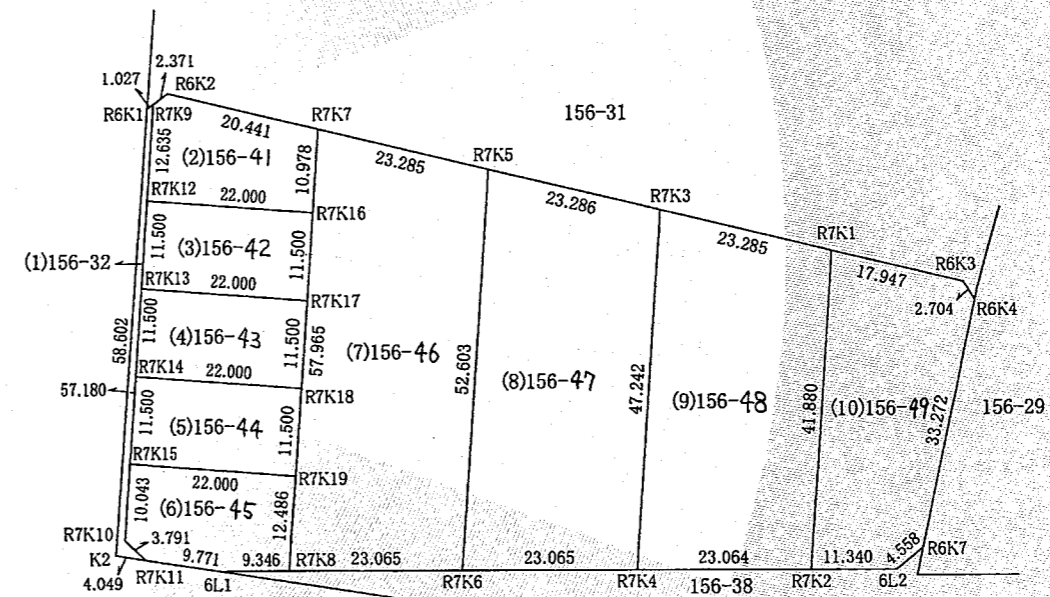 2.371
1.027
R6K2
R6K1
R7K9
R7K7
156-31
20.441
12.635
(2)156-41
10.978
23.285
R7K5
R7K12
22.000
R7K16
23.286
R7K3
11.500
(3)156-42
11.500
23.285
R7K1
(1)156-32
R7K13
22.000
R7K17
17.947
R6K3
R6K4
2.704
11.500
(4)156-43
11.500
57.965
(7)156-46
58.602
R7K14
22.000
R7K18
52.603
(8)156-47
47.242
(9)156-48
41.880
(10)156-49
33.272
156-29
57.180
11.500
(5)156-44
11.500
R7K15
22.000
R7K19
10.043
(6)156-45
12.486
R7K10
3.791
K2
9.771
9.346
R7K8
23.065
23.065
23.064
11.340
4.558
R6K7
4.049
R7K11
6L1
R7K6
R7K4
156-38
R7K2
6L2